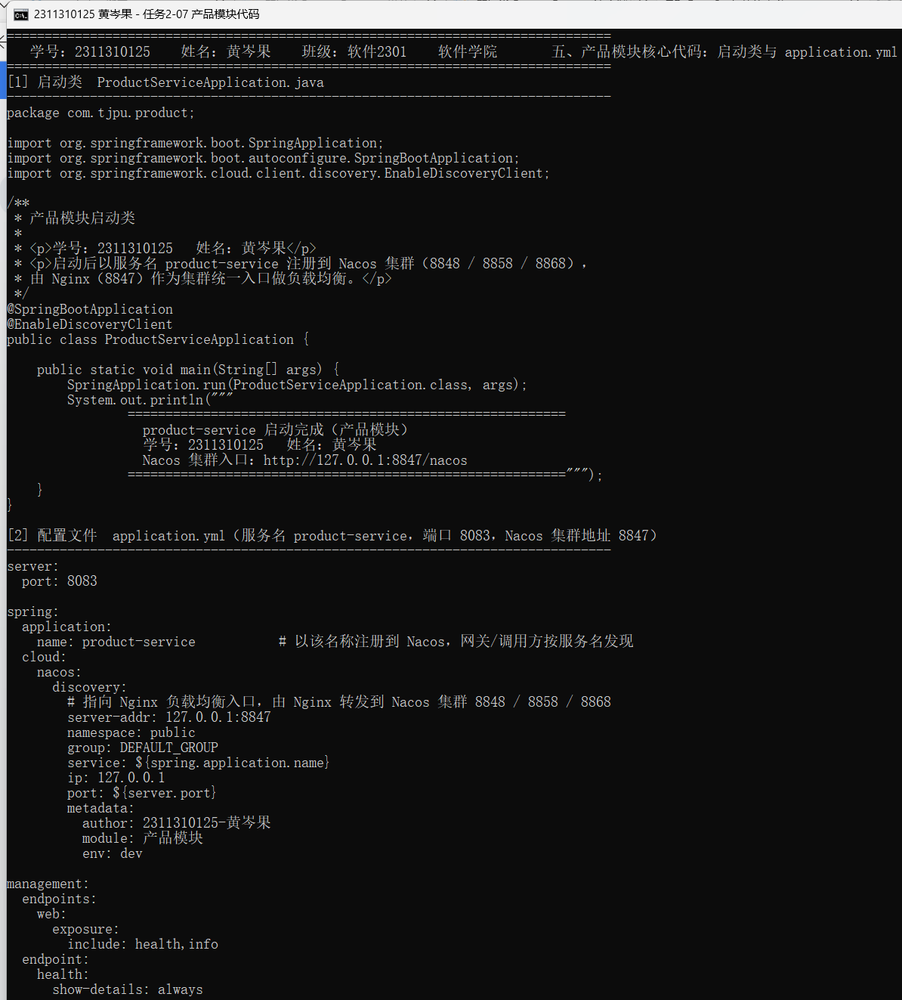 2311310125 黄岑果 - 任务2-07 产品模块代码
================================================================================
学号：2311310125    姓名：黄岑果    班级：软件2301    软件学院       五、产品模块核心代码：启动类与 application.yml
================================================================================
[1] 启动类  ProductServiceApplication.java
--------------------------------------------------------------------------------
package com.tjpu.product;
import org.springframework.boot.SpringApplication;
import org.springframework.boot.autoconfigure.SpringBootApplication;
import org.springframework.cloud.client.discovery.EnableDiscoveryClient;
/**
 * 产品模块启动类
 *
 * <p>学号：2311310125   姓名：黄岑果</p>
 * <p>启动后以服务名 product-service 注册到 Nacos 集群（8848 / 8858 / 8868），
 * 由 Nginx（8847）作为集群统一入口做负载均衡。</p>
 */
@SpringBootApplication
@EnableDiscoveryClient
public class ProductServiceApplication {
    public static void main(String[] args) {
        SpringApplication.run(ProductServiceApplication.class, args);
        System.out.println("""
                ==========================================================
                  product-service 启动完成（产品模块）
                  学号：2311310125   姓名：黄岑果
                  Nacos 集群入口：http://127.0.0.1:8847/nacos
                ==========================================================""");
    }
}
[2] 配置文件  application.yml（服务名 product-service，端口 8083，Nacos 集群地址 8847）
--------------------------------------------------------------------------------
server:
  port: 8083
spring:
  application:
    name: product-service           # 以该名称注册到 Nacos，网关/调用方按服务名发现
  cloud:
    nacos:
      discovery:
        # 指向 Nginx 负载均衡入口，由 Nginx 转发到 Nacos 集群 8848 / 8858 / 8868
        server-addr: 127.0.0.1:8847
        namespace: public
        group: DEFAULT_GROUP
        service: ${spring.application.name}
        ip: 127.0.0.1
        port: ${server.port}
        metadata:
          author: 2311310125-黄岑果
          module: 产品模块
          env: dev
management:
  endpoints:
    web:
      exposure:
        include: health,info
  endpoint:
    health:
      show-details: always